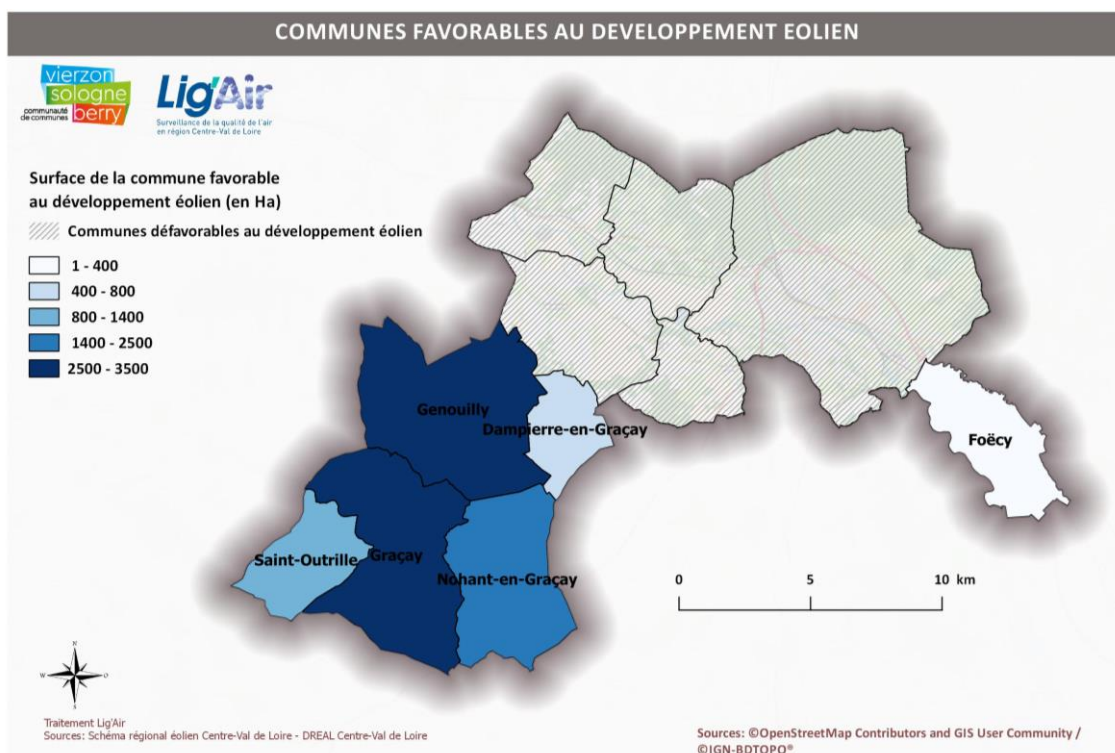 COMMUNES FAVORABLES AU DEVELOPPEMENT EOLIEN
vierzon
sologne
berry
communauté
de communes
Lig'Air
Surveillance de la qualité de l'air
en région Centre-Val de Loire
Surface de la commune favorable
au développement éolien (en Ha)
Communes défavorables au développement éolien
1 - 400
400 - 800
800 - 1400
1400 - 2500
2500 - 3500
Genouilly
Dampierre-en-Graçay
Foëcy
Saint-Outrille
Graçay
Nohant-en-Graçay
0 5 10 km
N
W O
S
Traitement Lig'Air
Sources: Schéma régional éolien Centre-Val de Loire - DREAL Centre-Val de Loire
Sources: ©OpenStreetMap Contributors and GIS User Community /
©IGN-BDTOPO®